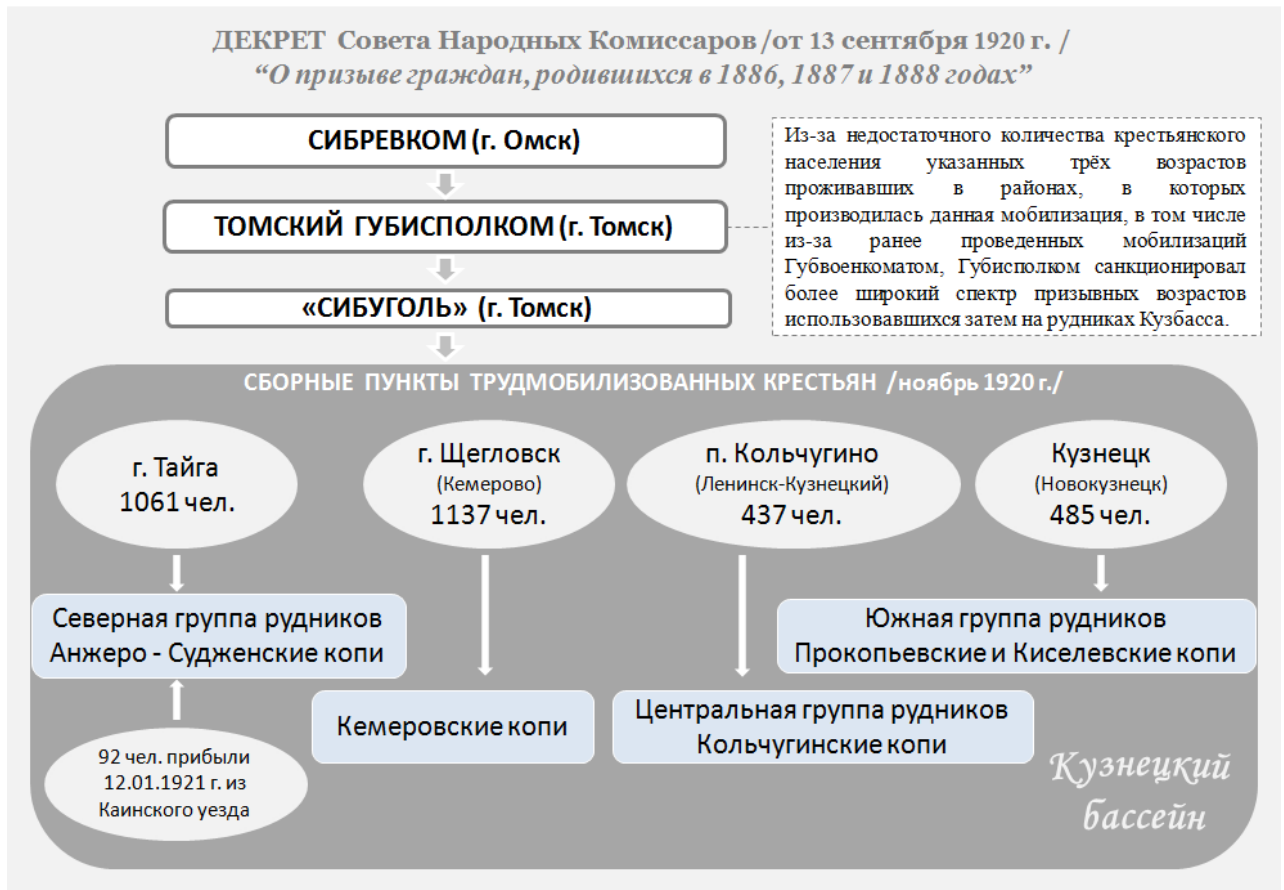 ДЕКРЕТ Совета Народных Комиссаров /от 13 сентября 1920 г. /
“О призыве граждан, родившихся в 1886, 1887 и 1888 годах”
СИБРЕВКОМ (г. Омск)
ТОМСКИЙ ГУБИСПОЛКОМ (г. Томск)
«СИБУГОЛЬ» (г. Томск)
Из-за недостаточного количества крестьянского
населения указанных трёх возрастов
проживавших в районах, в которых
производилась данная мобилизация, в том числе
из-за ранее проведенных мобилизаций
Губвоенкоматом, Губисполком санкционировал
более широкий спектр призывных возрастов
использовавшихся затем на рудниках Кузбасса.
СБОРНЫЕ ПУНКТЫ ТРУДМОБИЛИЗОВАННЫХ КРЕСТЬЯН /ноябрь 1920 г./
г. Тайга
1061 чел.
г. Щегловск
(Кемерово)
1137 чел.
п. Кольчугино
(Ленинск-Кузнецкий)
437 чел.
Кузнецк
(Новокузнецк)
485 чел.
Северная группа рудников
Анжеро - Судженские копи
Южная группа рудников
Прокопьевские и Киселевские копи
Кемеровские копи
Центральная группа рудников
Кольчугинские копи
92 чел. прибыли
12.01.1921 г. из
Каинского уезда
Кузнецкий
бассейн